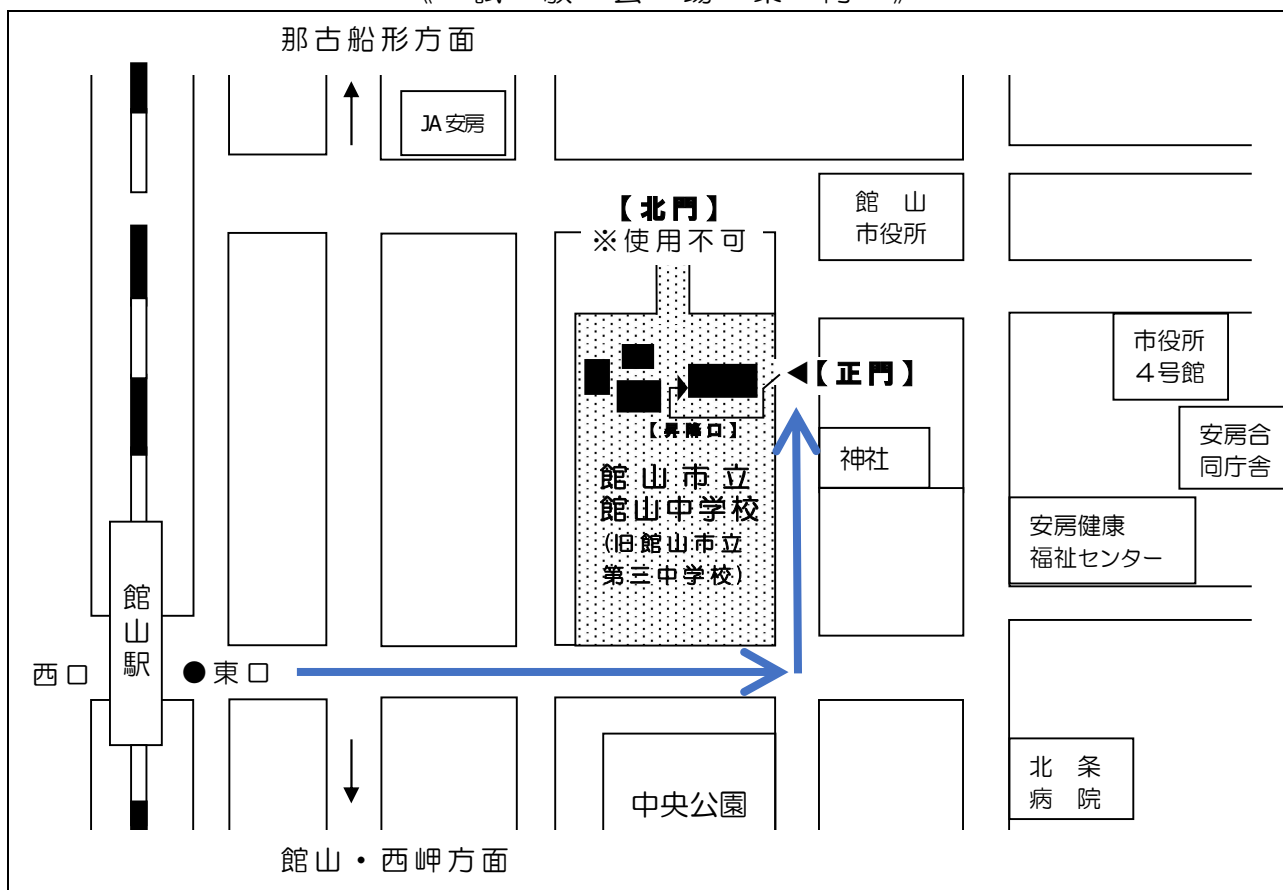 那古船形方面
JA安房
館山
市役所
【北門】
※使用不可
市役所
4号館
【正門】
【昇降口】
神社
安房合
同庁舎
館山市立
館山中学校
(旧館山市立
第三中学校)
安房健康
福祉センター
館山駅
西口
●東口
北条
病院
中央公園
館山・西岬方面